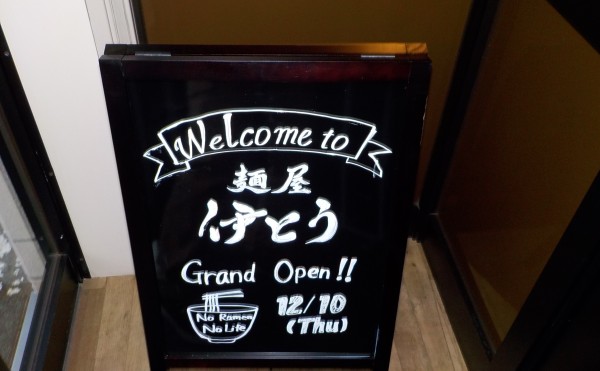 Welcome to
麺屋
伊とう
Grand Open!!
12/10
(Thu)
No Ramen
No Life